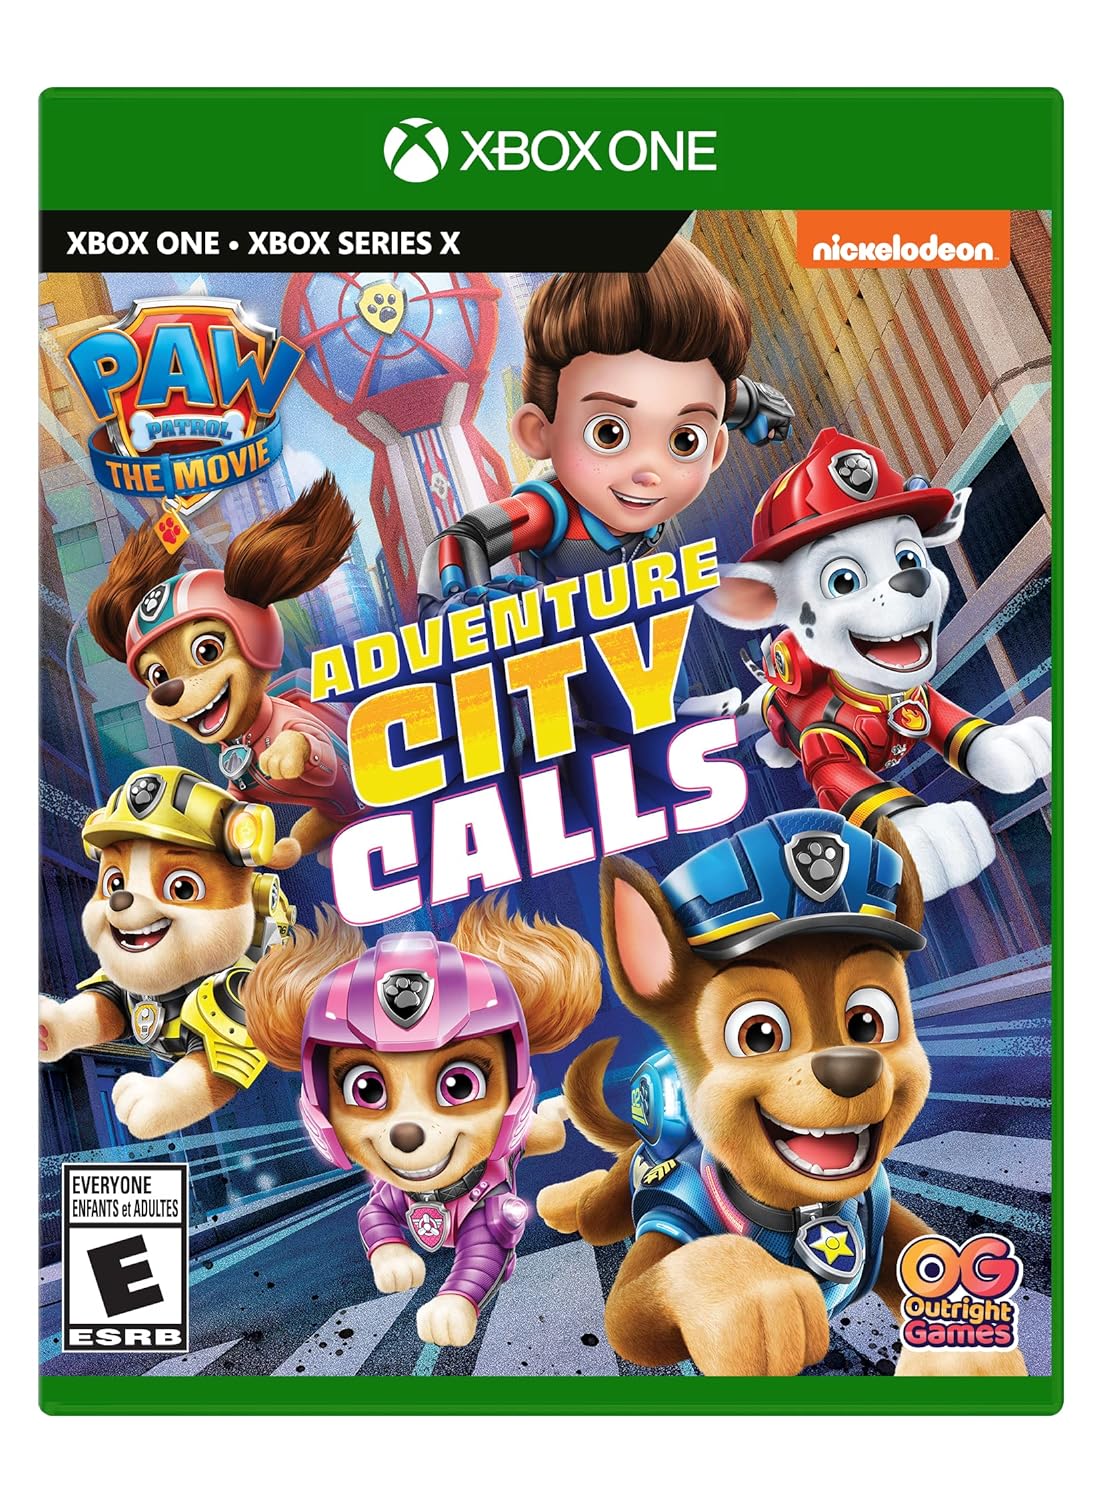 XBOX ONE
XBOX ONE • XBOX SERIES X
nickelodeon
PAW
PATROL
THE MOVIE™
ADVENTURE
CITY
CALLS
EVERYONE
ENFANTS et ADULTES
E
ESRB
OG
Outright
Games